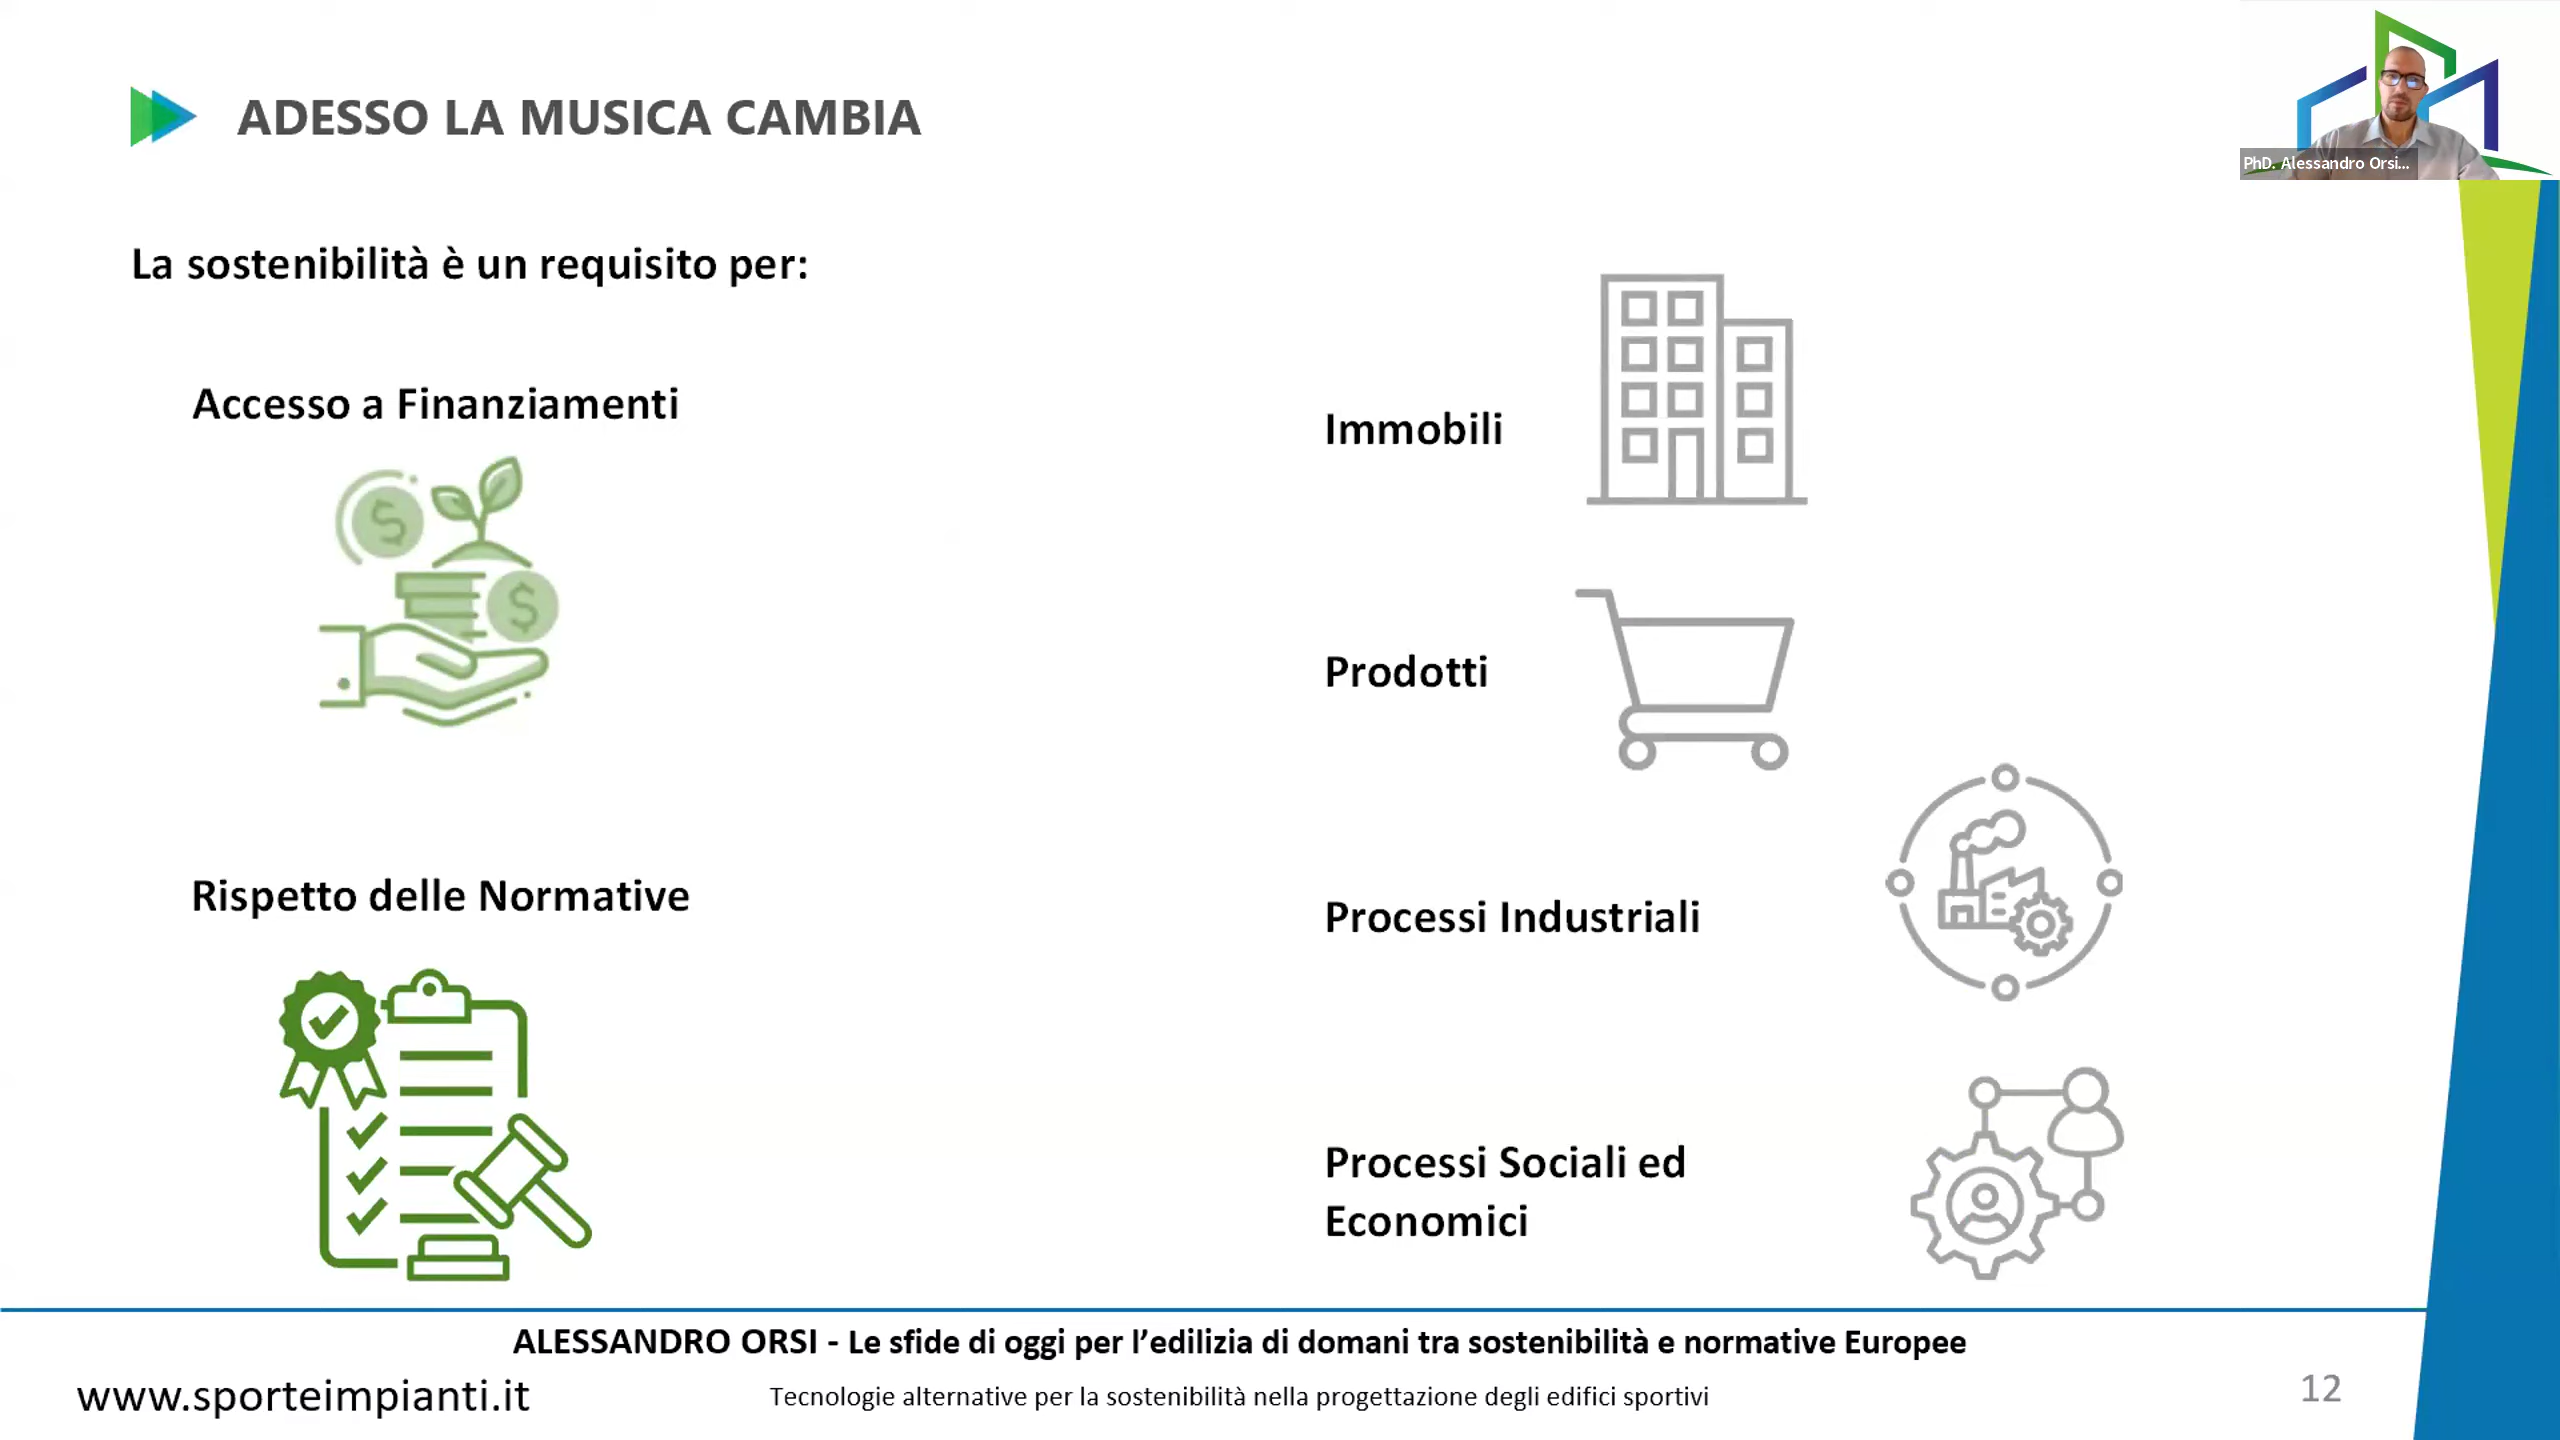 ADESSO LA MUSICA CAMBIA
PhD. Alessandro Orsi...
La sostenibilità è un requisito per:
Accesso a Finanziamenti
$
$
Rispetto delle Normative
Immobili
Prodotti
Processi Industriali
Processi Sociali ed
Economici
ALESSANDRO ORSI - Le sfide di oggi per l’edilizia di domani tra sostenibilità e normative Europee
www.sporteimpianti.it
Tecnologie alternative per la sostenibilità nella progettazione degli edifici sportivi
12